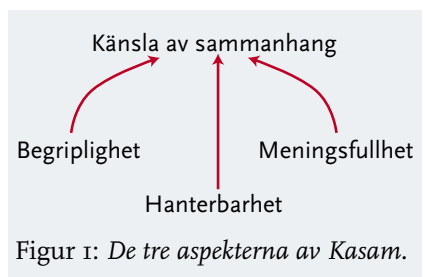 Känsla av sammanhang
Begriplighet Meningsfullhet
Hanterbarhet
Figur 1: De tre aspekterna av Kasam.